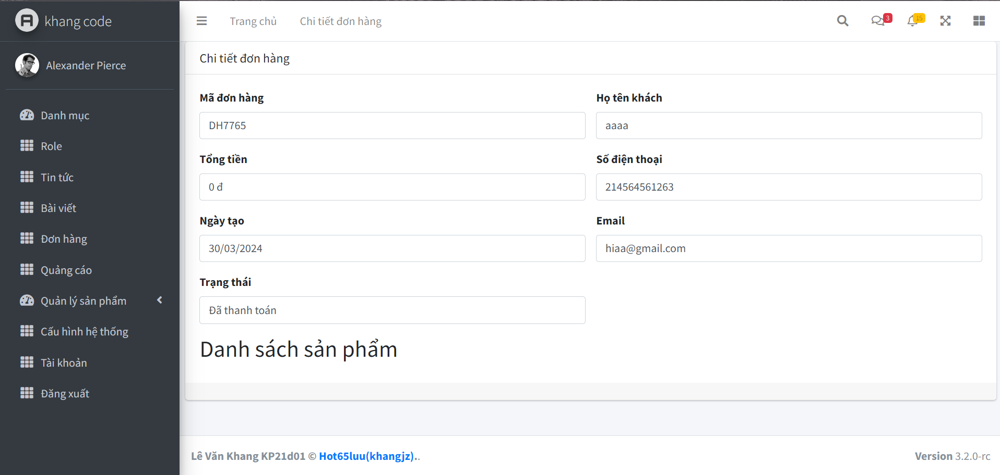 khang code
Trang chủ
Chi tiết đơn hàng
3
15
Alexander Pierce
Danh mục
Role
Tin tức
Bài viết
Đơn hàng
Quảng cáo
Quản lý sản phẩm
Cấu hình hệ thống
Tài khoản
Đăng xuất
Chi tiết đơn hàng
Mã đơn hàng
DH7765
Họ tên khách
aaaa
Tổng tiền
0 đ
Số điện thoại
214564561263
Ngày tạo
30/03/2024
Email
hiaa@gmail.com
Trạng thái
Đã thanh toán
Danh sách sản phẩm
Lê Văn Khang KP21d01 © Hot65luu(khangjz)..
Version 3.2.0-rc